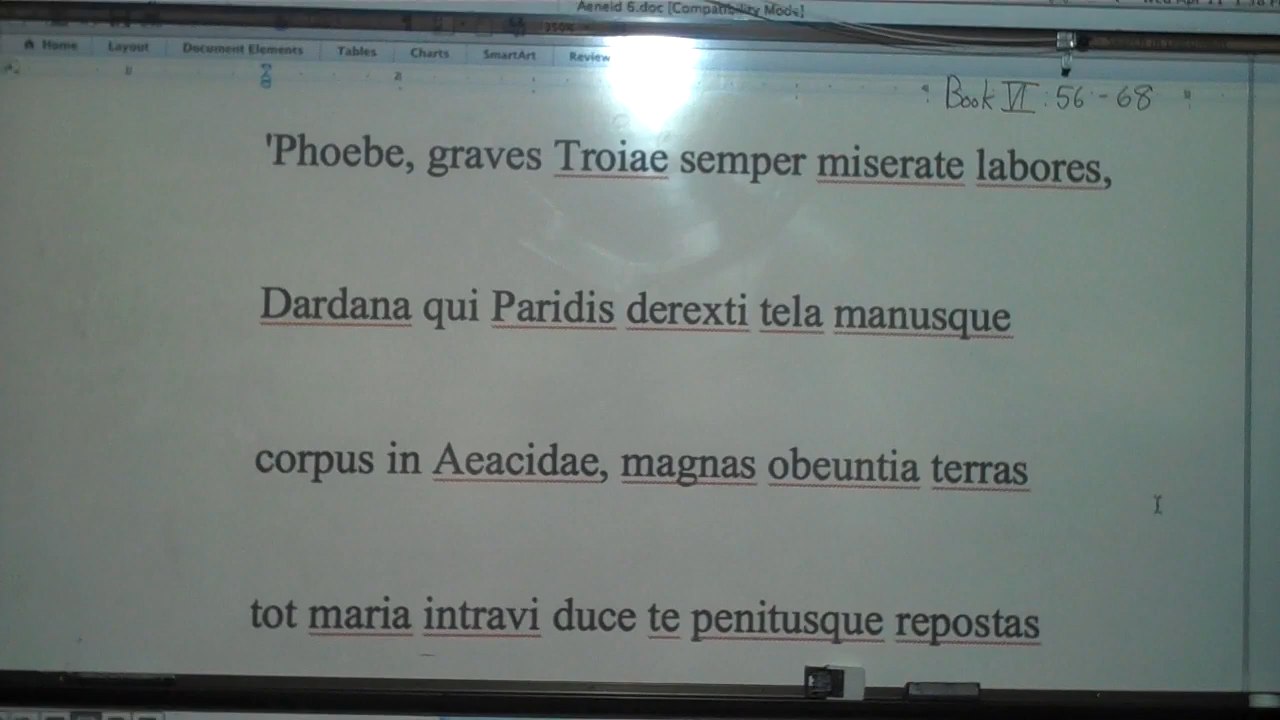 Aeneid 6.doc [Compatibility Mode]
Home Layout Document Elements Tables Charts SmartArt Review
Book VI : 56 - 68
'Phoebe, graves Troiae semper miserate labores,
Dardana qui Paridis derexti tela manusque
corpus in Aeacidae, magnas obeuntia terras
tot maria intravi duce te penitusque repostas